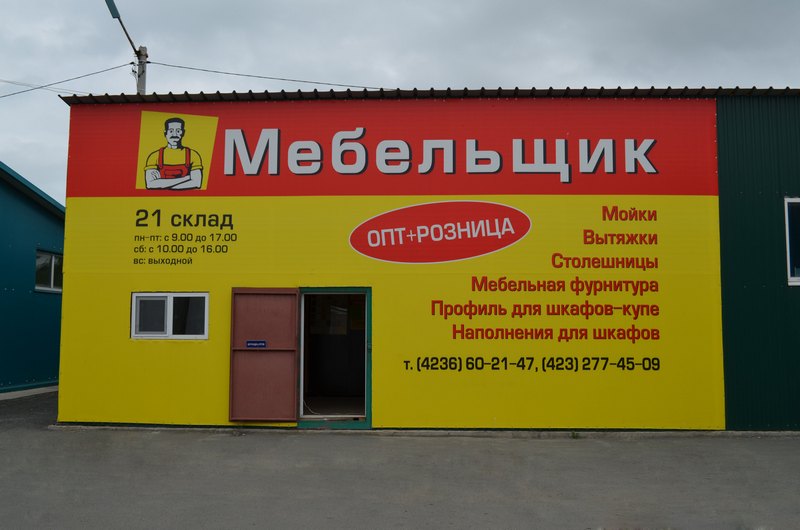 Мебельщик
21 склад
пн-пт: с 9.00 до 17.00
сб: с 10.00 до 16.00
вс: выходной
ОПТ+РОЗНИЦА
Мойки
Вытяжки
Столешницы
Мебельная фурнитура
Профиль для шкафов-купе
Наполнения для шкафов
т. (4236) 60-21-47, (423) 277-45-09